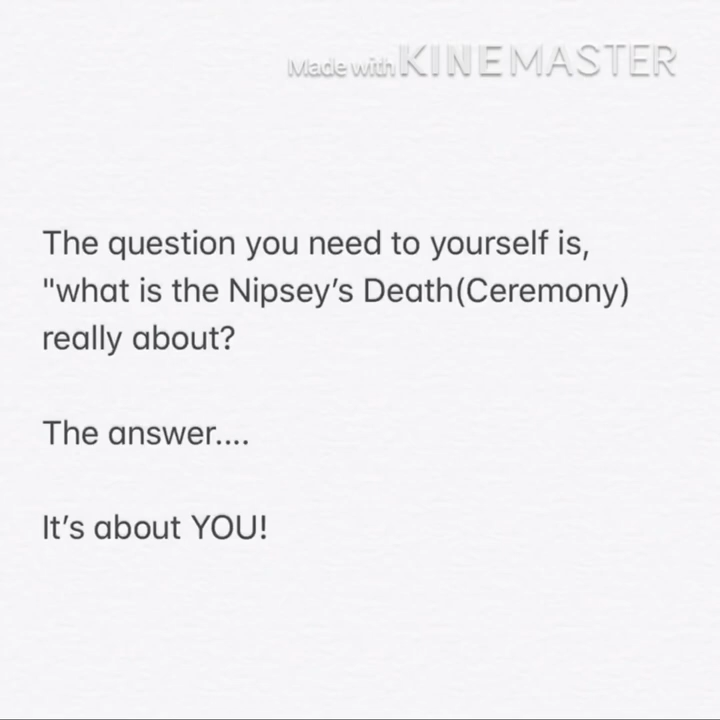 Made with KINEMASTER
The question you need to yourself is,
"what is the Nipsey’s Death(Ceremony)
really about?
The answer....
It’s about YOU!